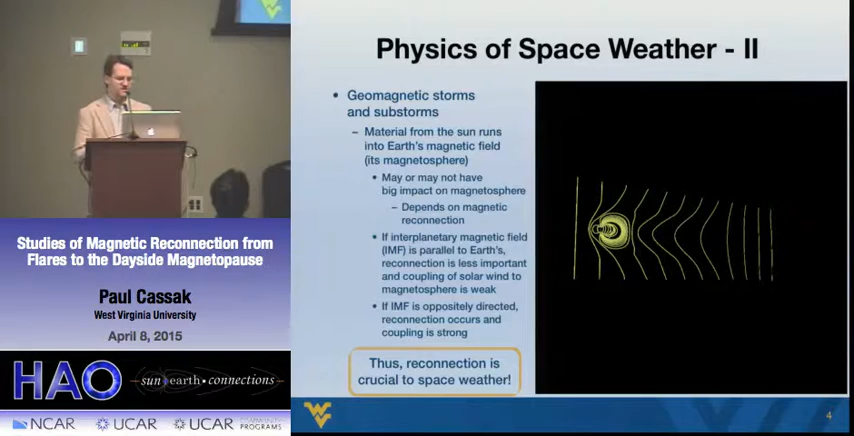 Physics of Space Weather - II
• Geomagnetic storms
and substorms
– Material from the sun runs
into Earth's magnetic field
(its magnetosphere)
• May or may not have
big impact on magnetosphere
– Depends on magnetic
reconnection
• If interplanetary magnetic field
(IMF) is parallel to Earth's,
reconnection is less important
and coupling of solar wind to
magnetosphere is weak
• If IMF is oppositely directed,
reconnection occurs and
coupling is strong
Thus, reconnection is
crucial to space weather!
4
Studies of Magnetic Reconnection from
Flares to the Dayside Magnetopause
Paul Cassak
West Virginia University
April 8, 2015
HAO
sun earth • connections
NCAR
UCAR
UCAR
PROGRAMS